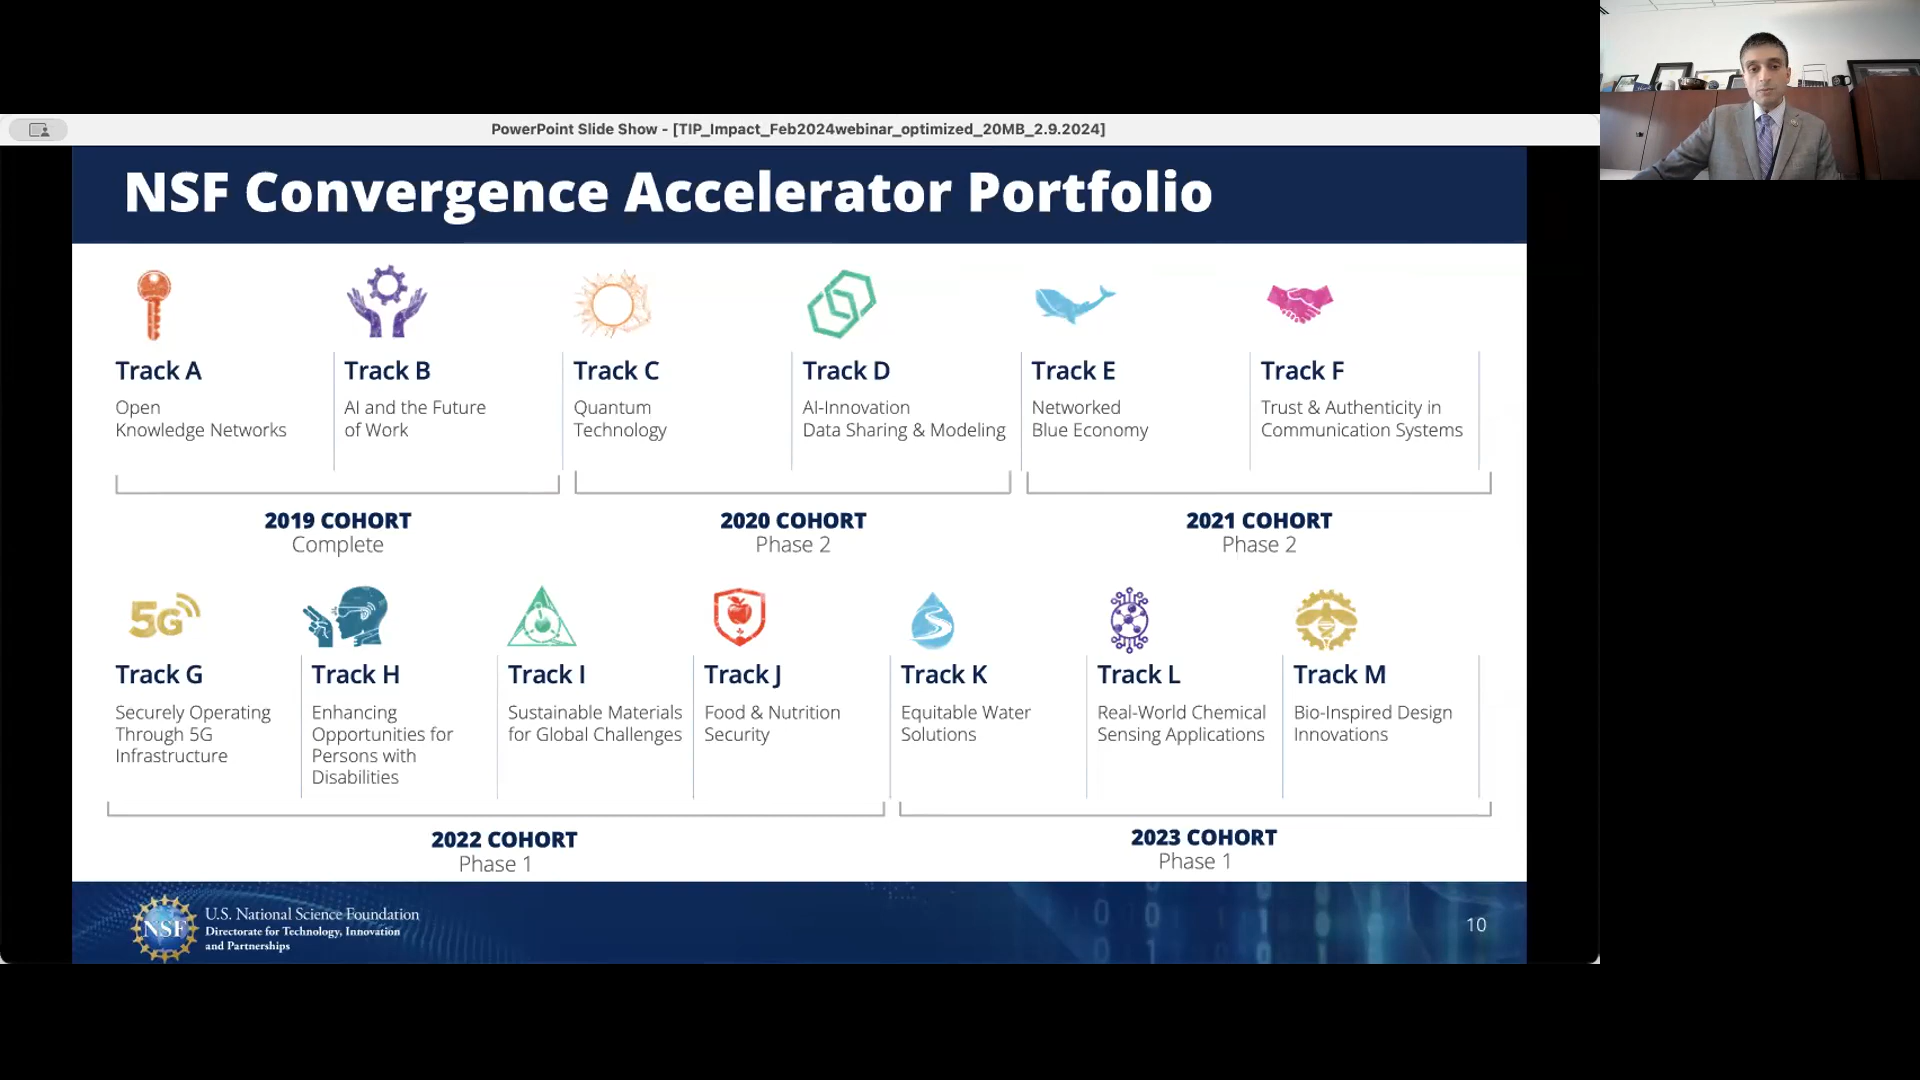 PowerPoint Slide Show - [TIP_Impact_Feb2024webinar_optimized_20MB_2.9.2024]
NSF Convergence Accelerator Portfolio
Track A
Open
Knowledge Networks
Track B
AI and the Future
of Work
Track C
Quantum
Technology
Track D
AI-Innovation
Data Sharing & Modeling
Track E
Networked
Blue Economy
Track F
Trust & Authenticity in
Communication Systems
2019 COHORT
Complete
2020 COHORT
Phase 2
2021 COHORT
Phase 2
5G
Track G
Securely Operating
Through 5G
Infrastructure
Track H
Enhancing
Opportunities for
Persons with
Disabilities
Track I
Sustainable Materials
for Global Challenges
Track J
Food & Nutrition
Security
Track K
Equitable Water
Solutions
Track L
Real-World Chemical
Sensing Applications
Track M
Bio-Inspired Design
Innovations
2022 COHORT
Phase 1
2023 COHORT
Phase 1
NSF
U.S. National Science Foundation
Directorate for Technology, Innovation
and Partnerships
10